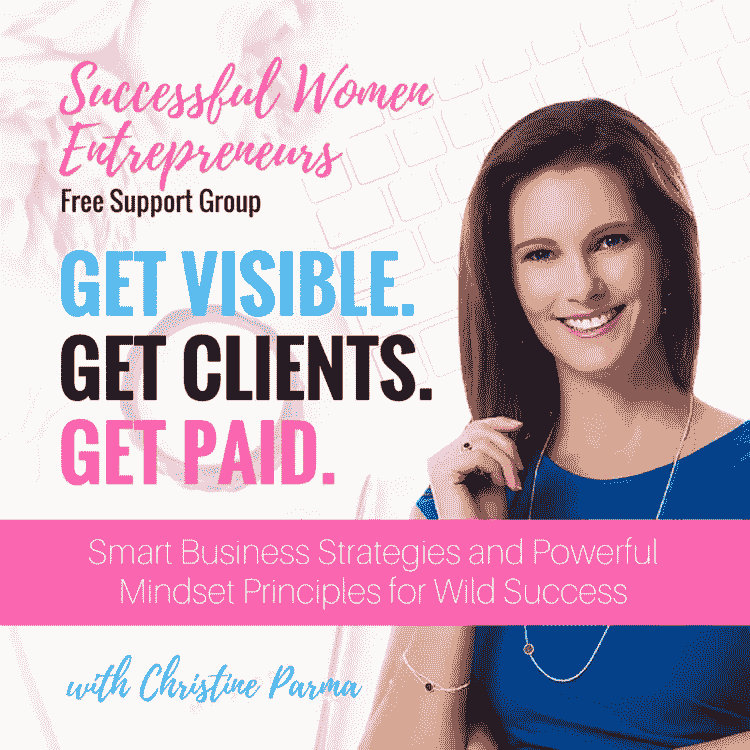 Successful Women
Entrepreneurs
Free Support Group
GET VISIBLE.
GET CLIENTS.
GET PAID.
Smart Business Strategies and Powerful
Mindset Principles for Wild Success
with Christine Parma